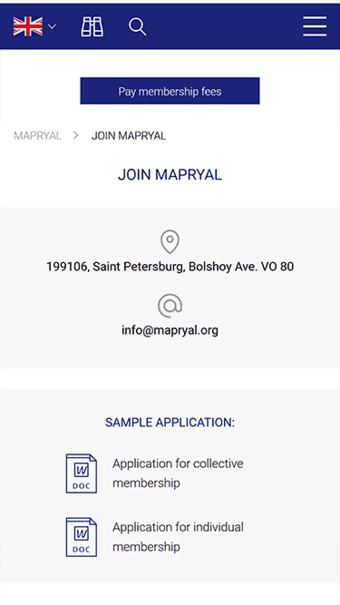 Pay membership fees
MAPRYAL > JOIN MAPRYAL
JOIN MAPRYAL
199106, Saint Petersburg, Bolshoy Ave. VO 80
info@mapryal.org
SAMPLE APPLICATION:
W
DOC
Application for collective
membership
W
DOC
Application for individual
membership